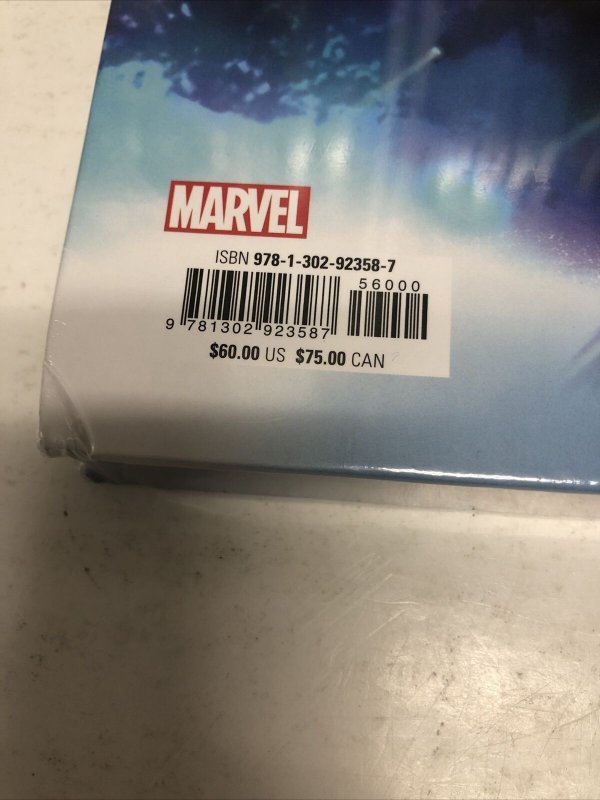 MARVEL
ISBN 978-1-302-92358-7
56000
9 781302 923587
$60.00 US $75.00 CAN